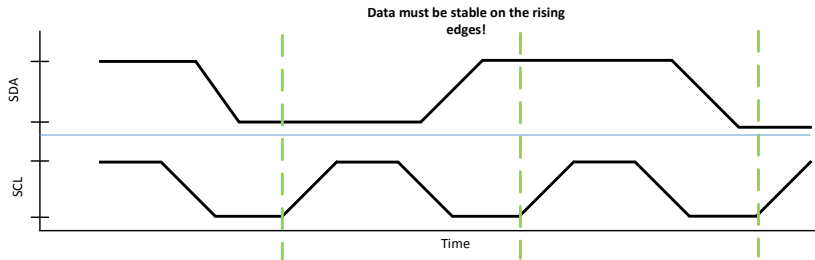 Data must be stable on the rising
edges!
SDA
SCL
Time